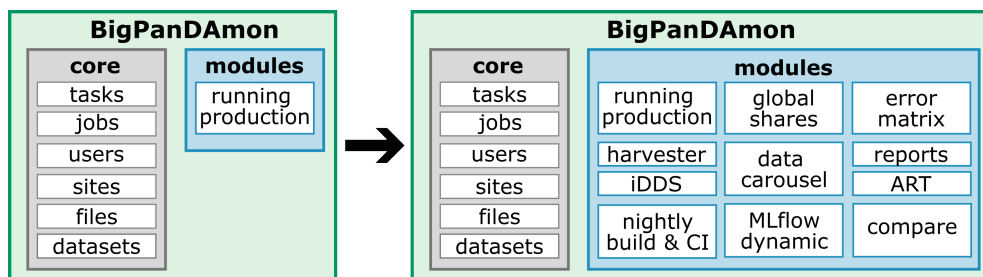 BigPanDAmon
core
tasks
jobs
users
sites
files
datasets
modules
running
production
BigPanDAmon
core
tasks
jobs
users
sites
files
datasets
modules
running
production
global
shares
error
matrix
harvester
iDDS
data
carousel
reports
ART
nightly
build & CI
MLflow
dynamic
compare